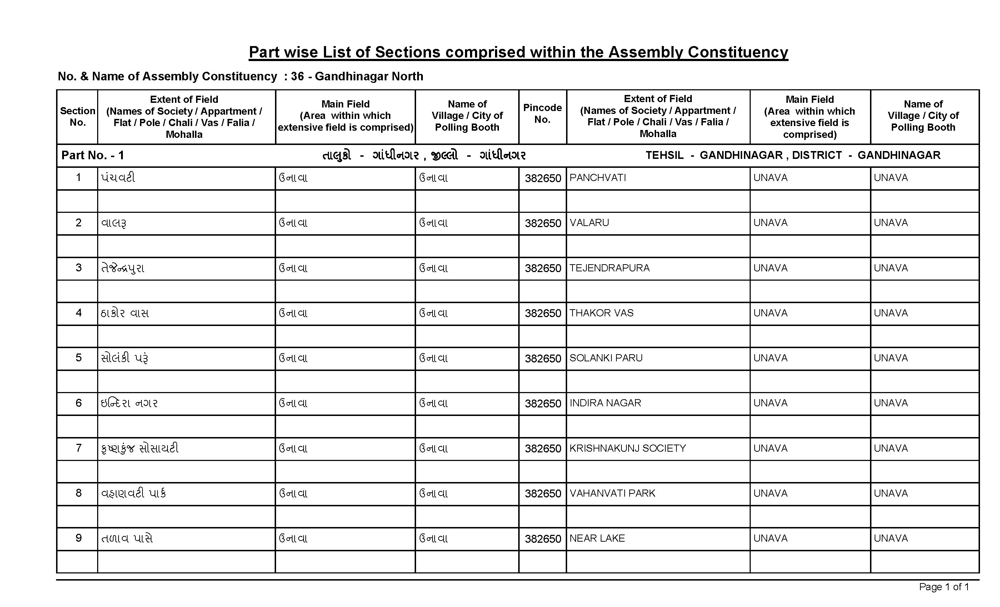 Part wise List of Sections comprised within the Assembly Constituency
No. & Name of Assembly Constituency : 36 - Gandhinagar North
Section No. Extent of Field (Names of Society / Appartment / Flat / Pole / Chali / Vas / Falia / Mohalla Main Field (Area within which extensive field is comprised) Name of Village / City of Polling Booth Pincode No. Extent of Field (Names of Society / Appartment / Flat / Pole / Chali / Vas / Falia / Mohalla Main Field (Area within which extensive field is comprised) Name of Village / City of Polling Booth
Part No. - 1 તાલુકો - ગાંધીનગર , જીલ્લો - ગાંધીનગર TEHSIL - GANDHINAGAR , DISTRICT - GANDHINAGAR
1 પંચવટી ઉનાવા ઉનાવા 382650 PANCHVATI UNAVA UNAVA
2 વાલરૂ ઉનાવા ઉનાવા 382650 VALARU UNAVA UNAVA
3 તેજેન્દ્રપુરા ઉનાવા ઉનાવા 382650 TEJENDRAPURA UNAVA UNAVA
4 ઠાકોર વાસ ઉનાવા ઉનાવા 382650 THAKOR VAS UNAVA UNAVA
5 સોલંકી પરૂં ઉનાવા ઉનાવા 382650 SOLANKI PARU UNAVA UNAVA
6 ઇન્દિરા નગર ઉનાવા ઉનાવા 382650 INDIRA NAGAR UNAVA UNAVA
7 કૃષ્ણકુંજ સોસાયટી ઉનાવા ઉનાવા 382650 KRISHNAKUNJ SOCIETY UNAVA UNAVA
8 વહાણવટી પાર્ક ઉનાવા ઉનાવા 382650 VAHANVATI PARK UNAVA UNAVA
9 તળાવ પાસે ઉનાવા ઉનાવા 382650 NEAR LAKE UNAVA UNAVA
Page 1 of 1